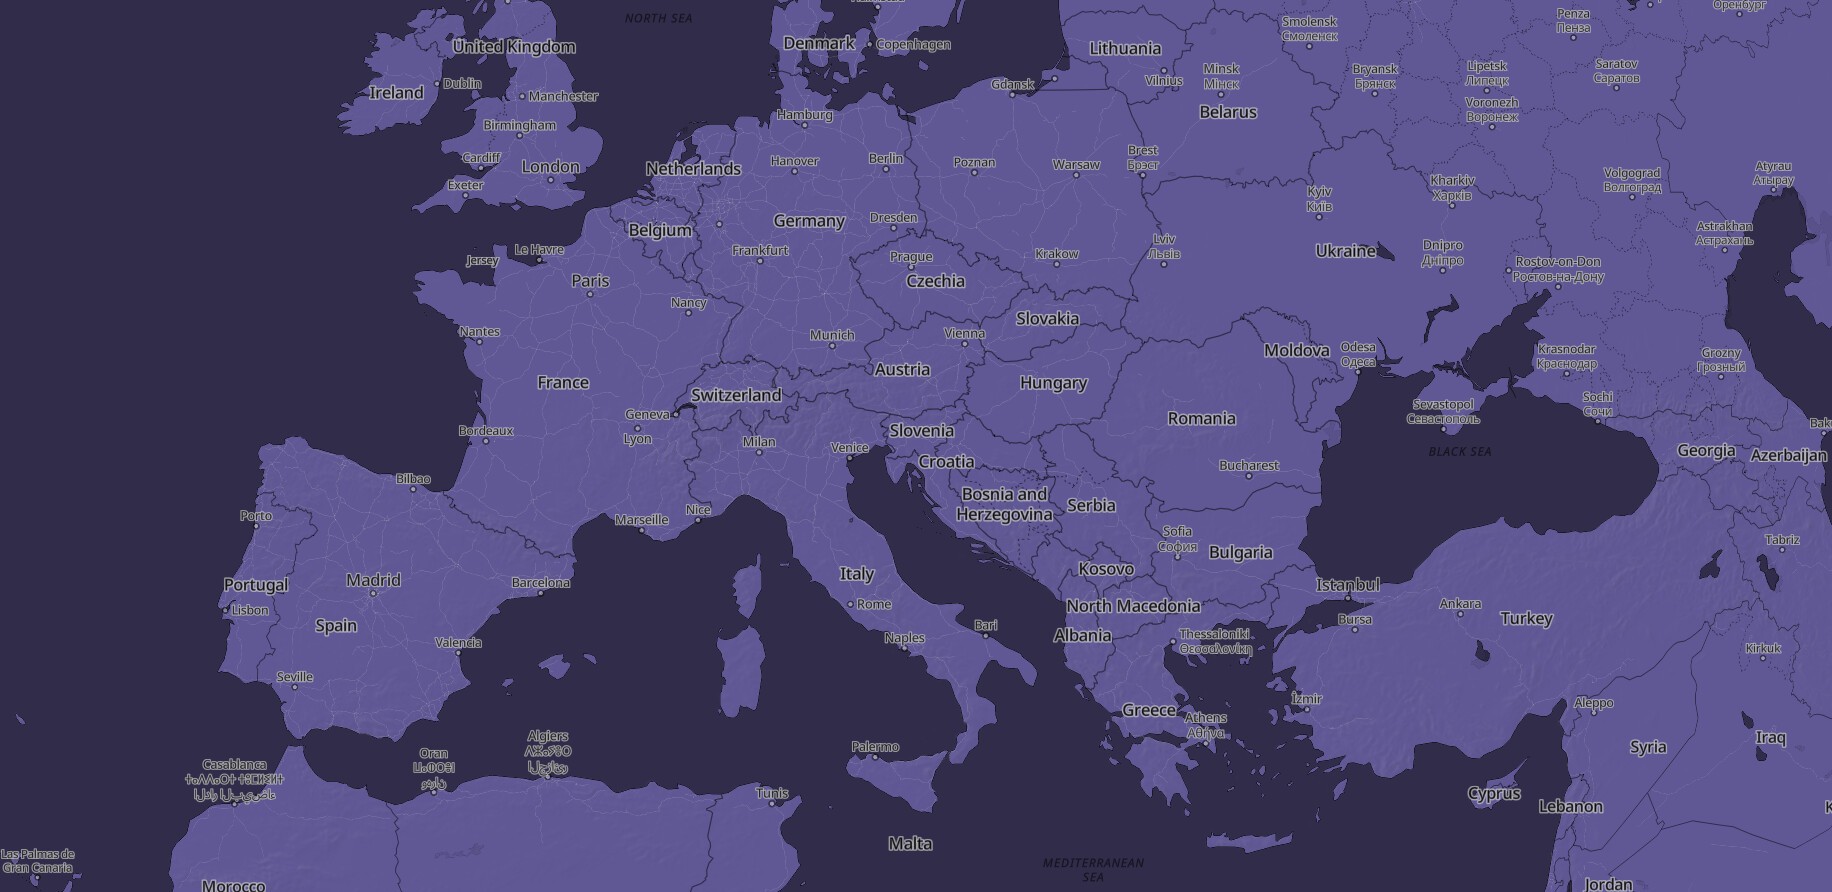 NORTH SEA
United Kingdom
Denmark
Copenhagen
Lithuania
Smolensk
Смоленск
Penza
Пенза
Оренбург
Ireland
Dublin
Manchester
Gdansk
Vilnius
Minsk
Мінск
Bryansk
Брянск
Lipetsk
Липецк
Saratov
Саратов
Birmingham
Hamburg
Belarus
Voronezh
Воронеж
Cardiff
London
Exeter
Netherlands
Hanover
Berlin
Poznan
Warsaw
Brest
Брэст
Atyrau
Атырау
Volgograd
Волгоград
Kyiv
Київ
Kharkiv
Харків
Belgium
Germany
Dresden
Astrakhan
Астрахань
Le Havre
Jersey
Frankfurt
Prague
Krakow
Lviv
Львів
Ukraine
Dnipro
Дніпро
Rostov-on-Don
Ростов-на-Дону
Paris
Czechia
Nancy
Nantes
Munich
Vienna
Slovakia
Moldova
Odesa
Одеса
Krasnodar
Краснодар
Grozny
Грозный
France
Switzerland
Austria
Hungary
Geneva
Lyon
Bordeaux
Milan
Venice
Slovenia
Croatia
Romania
Sevastopol
Севастополь
Sochi
Сочи
BLACK SEA
Georgia
Azerbaijan
Bilbao
Bucharest
Porto
Marseille
Nice
Bosnia and
Herzegovina
Serbia
Sofia
София
Bulgaria
Tabriz
Portugal
Madrid
Barcelona
Italy
Kosovo
Istanbul
Lisbon
Spain
Rome
North Macedonia
Ankara
Bursa
Turkey
Valencia
Naples
Bari
Albania
Thessaloniki
Θεσσαλονίκη
Kirkuk
Seville
Greece
Athens
Αθήνα
İzmir
Aleppo
Algiers
Oran
Casablanca
Palermo
Syria
Iraq
Tunis
Cyprus
Lebanon
Malta
Las Palmas de
Gran Canaria
MEDITERRANEAN
SEA
Morocco
Jordan